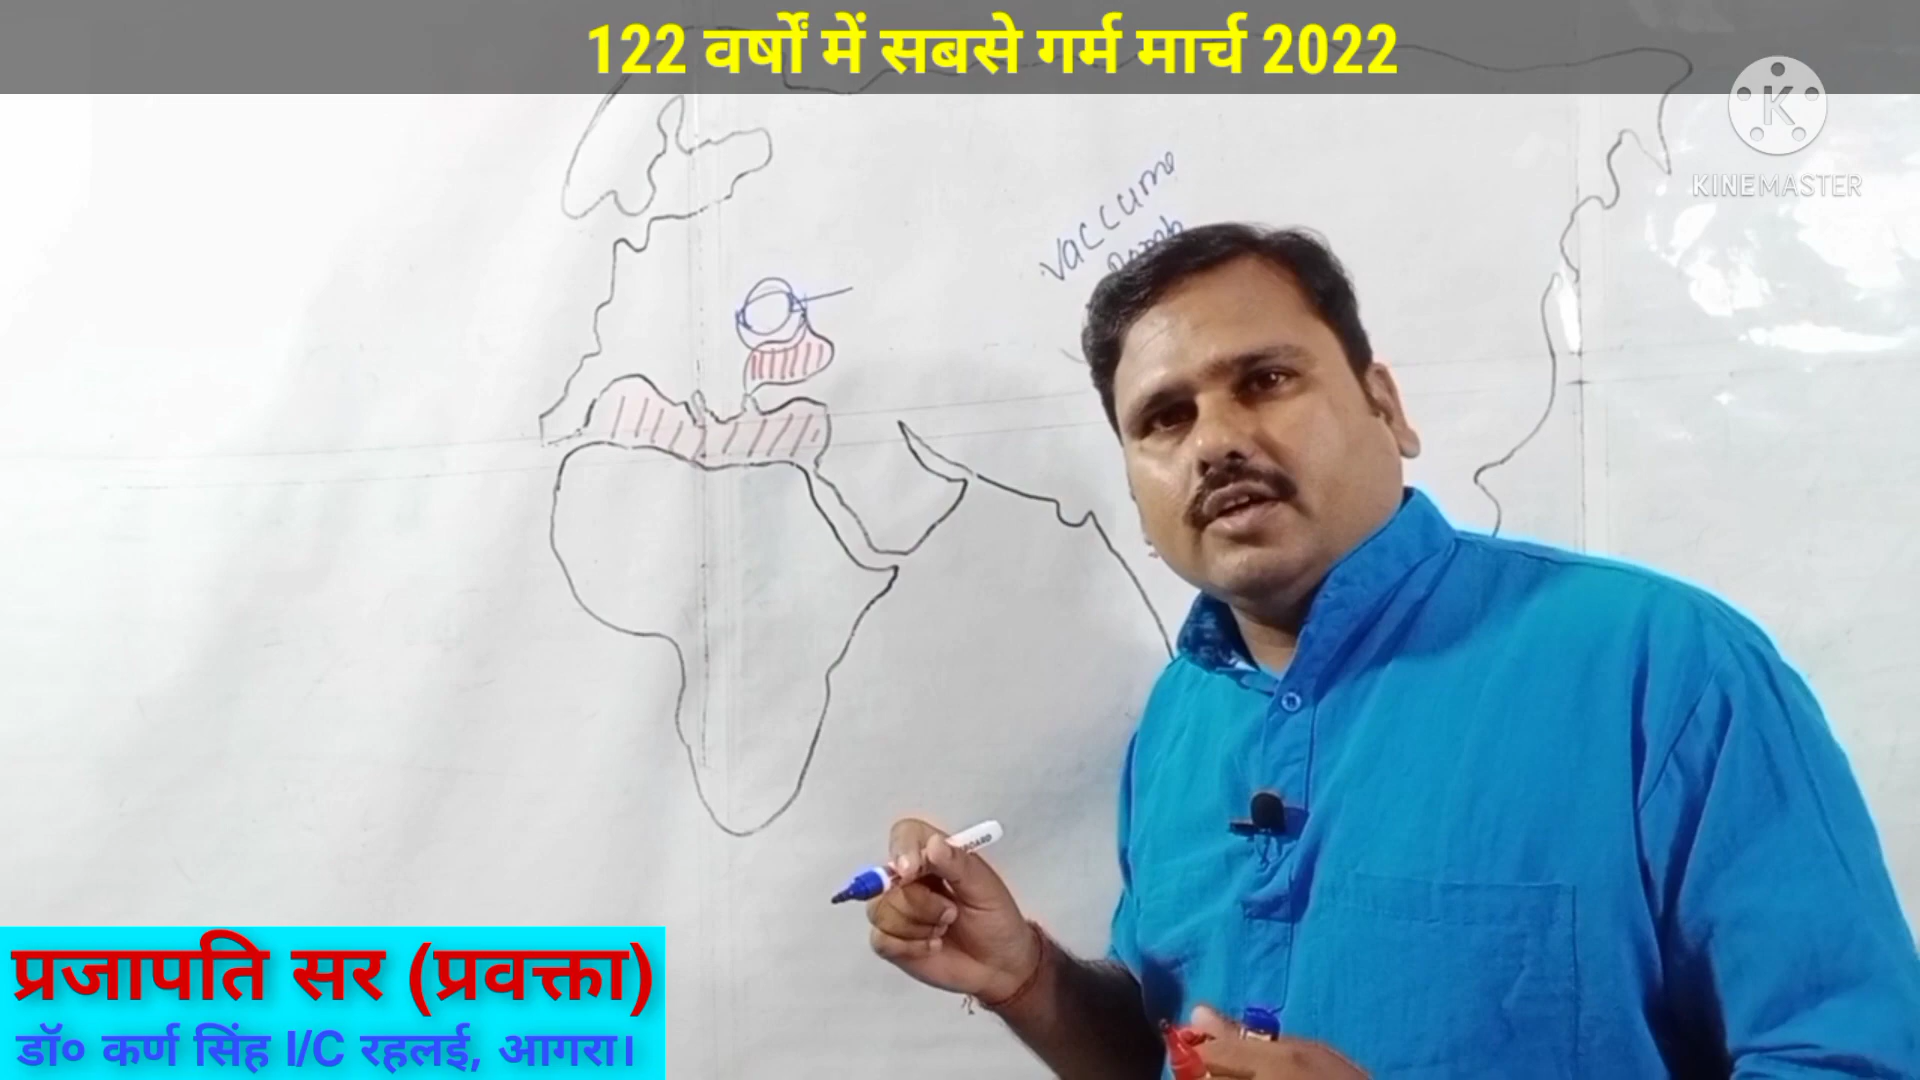 122 वर्षों में सबसे गर्म मार्च 2022
K
KINEMASTER
Vaccume
प्रजापति सर (प्रवक्ता)
डॉ० कर्ण सिंह I/C रहलई, आगरा।